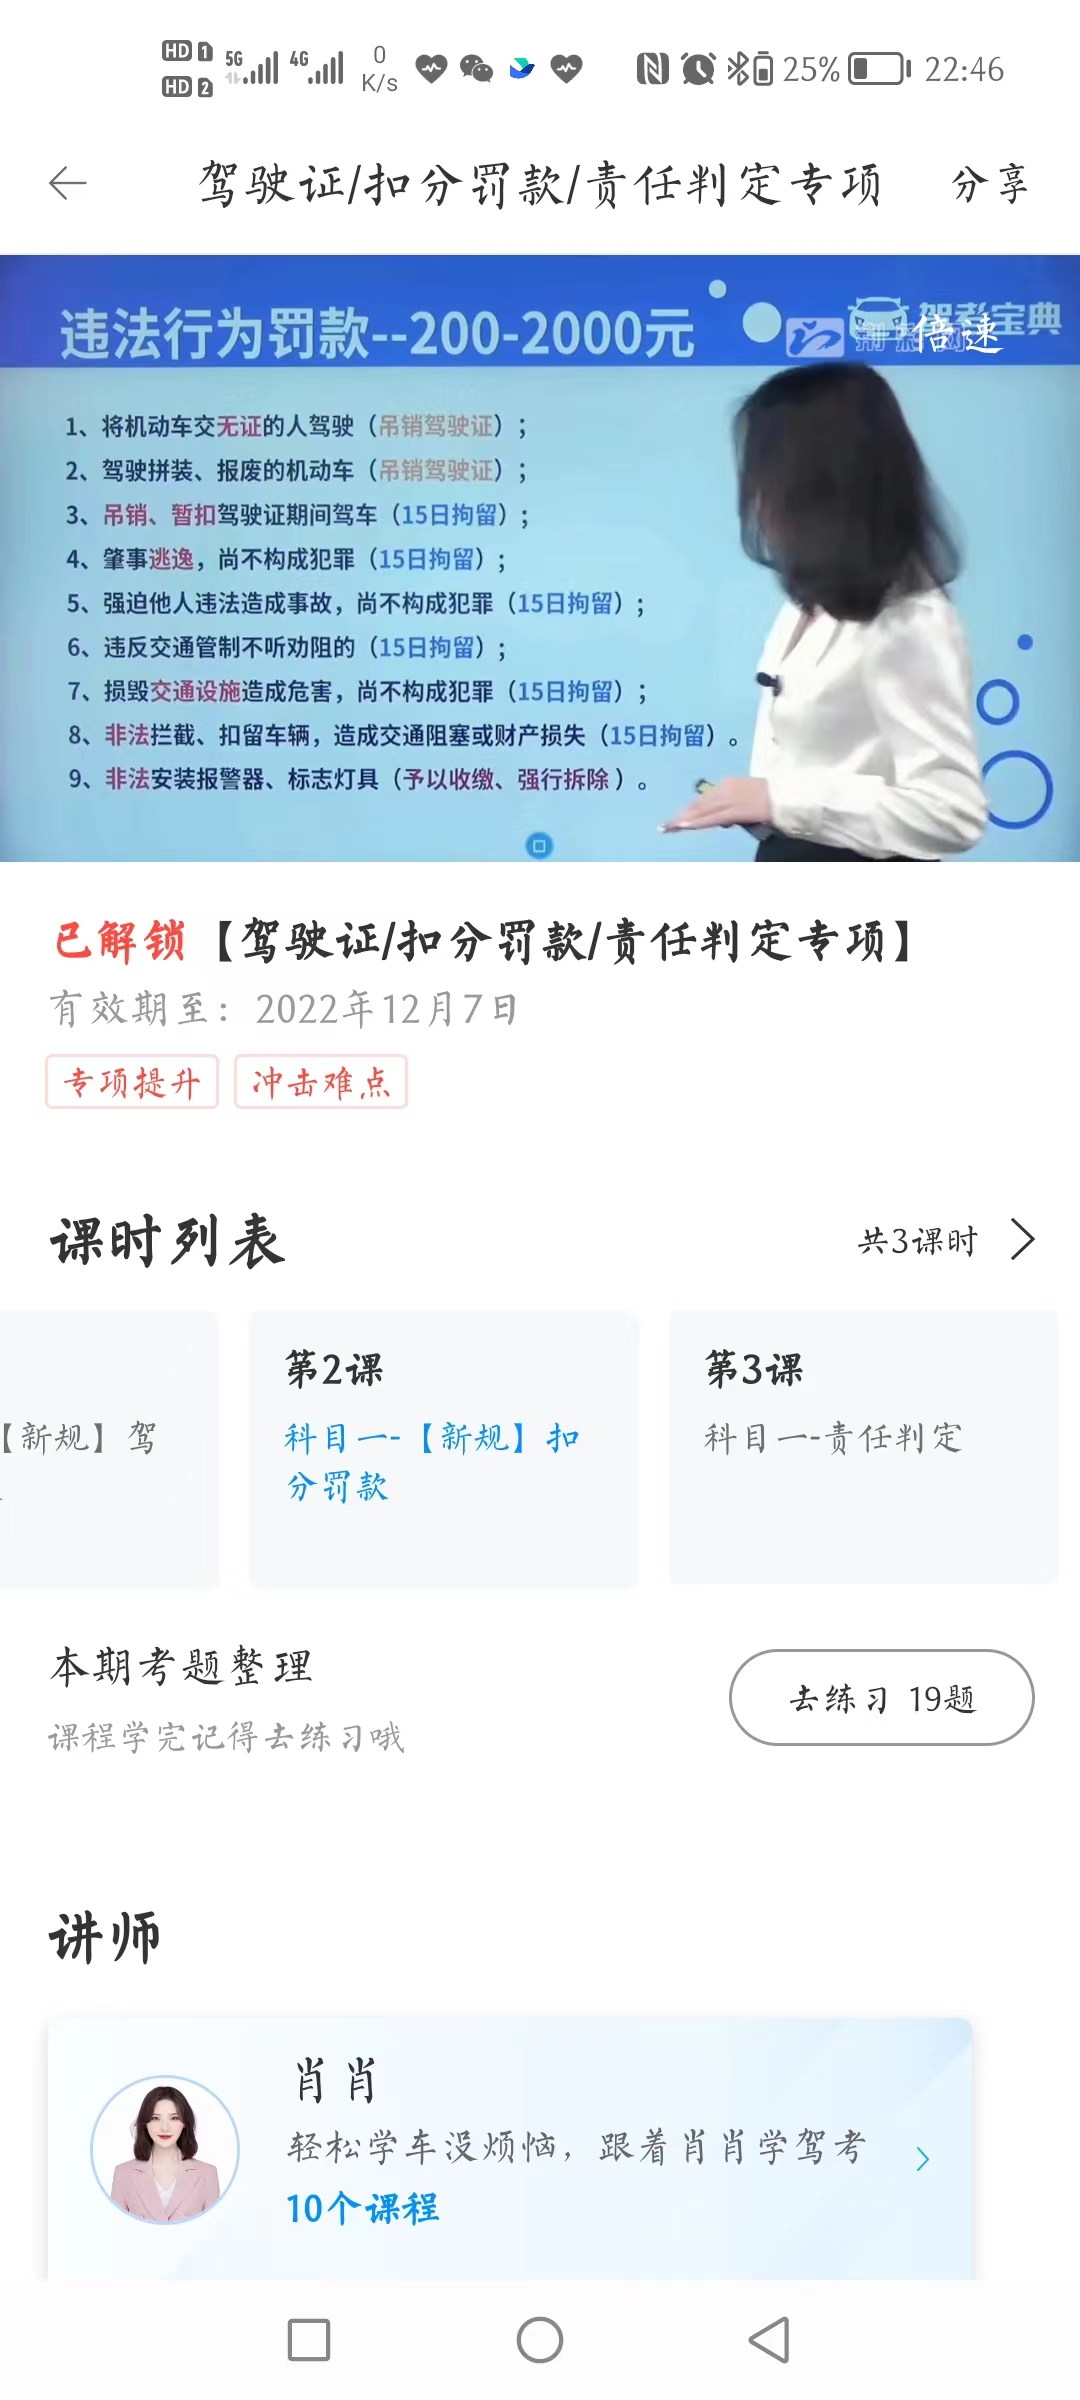 HD 1 5G 4G 0 25% 22:46
HD 2 K/s
驾驶证/扣分罚款/责任判定专项 分享
违法行为罚款--200-2000元
驾考宝典
倍速
1、将机动车交无证的人驾驶（吊销驾驶证）；
2、驾驶拼装、报废的机动车（吊销驾驶证）；
3、吊销、暂扣驾驶证期间驾车（15日拘留）；
4、肇事逃逸，尚不构成犯罪（15日拘留）；
5、强迫他人违法造成事故，尚不构成犯罪（15日拘留）；
6、违反交通管制不听劝阻的（15日拘留）；
7、损毁交通设施造成危害，尚不构成犯罪（15日拘留）；
8、非法拦截、扣留车辆，造成交通阻塞或财产损失（15日拘留）。
9、非法安装报警器、标志灯具（予以收缴、强行拆除）。
已解锁【驾驶证/扣分罚款/责任判定专项】
有效期至：2022年12月7日
专项提升 冲击难点
课时列表 共3课时
【新规】驾
第2课
科目一-【新规】扣
分罚款
第3课
科目一-责任判定
本期考题整理
课程学完记得去练习哦
去练习 19题
讲师
肖肖
轻松学车没烦恼，跟着肖肖学驾考
10个课程